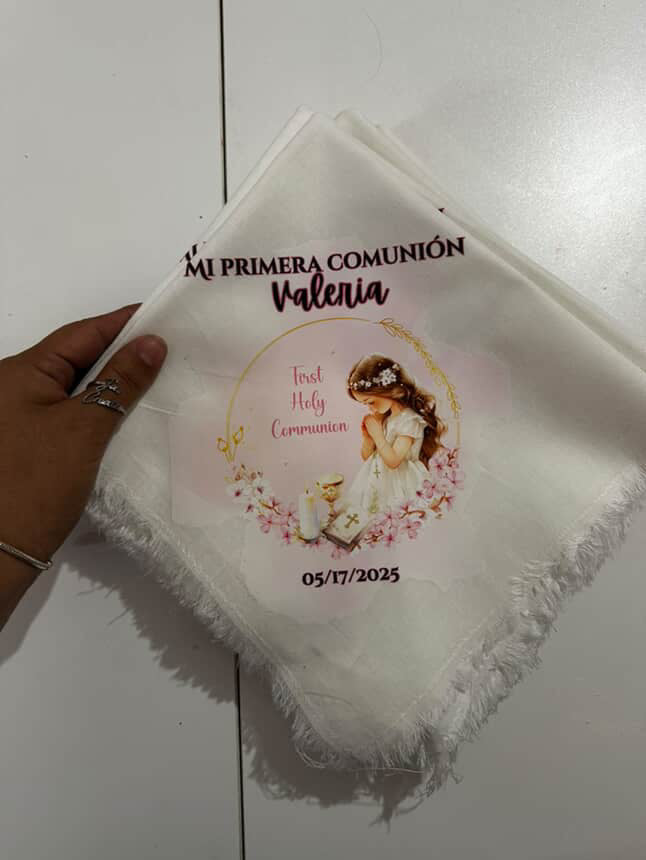 MI PRIMERA COMUNIÓN
Valeria
First
Holy
Communion
05/17/2025